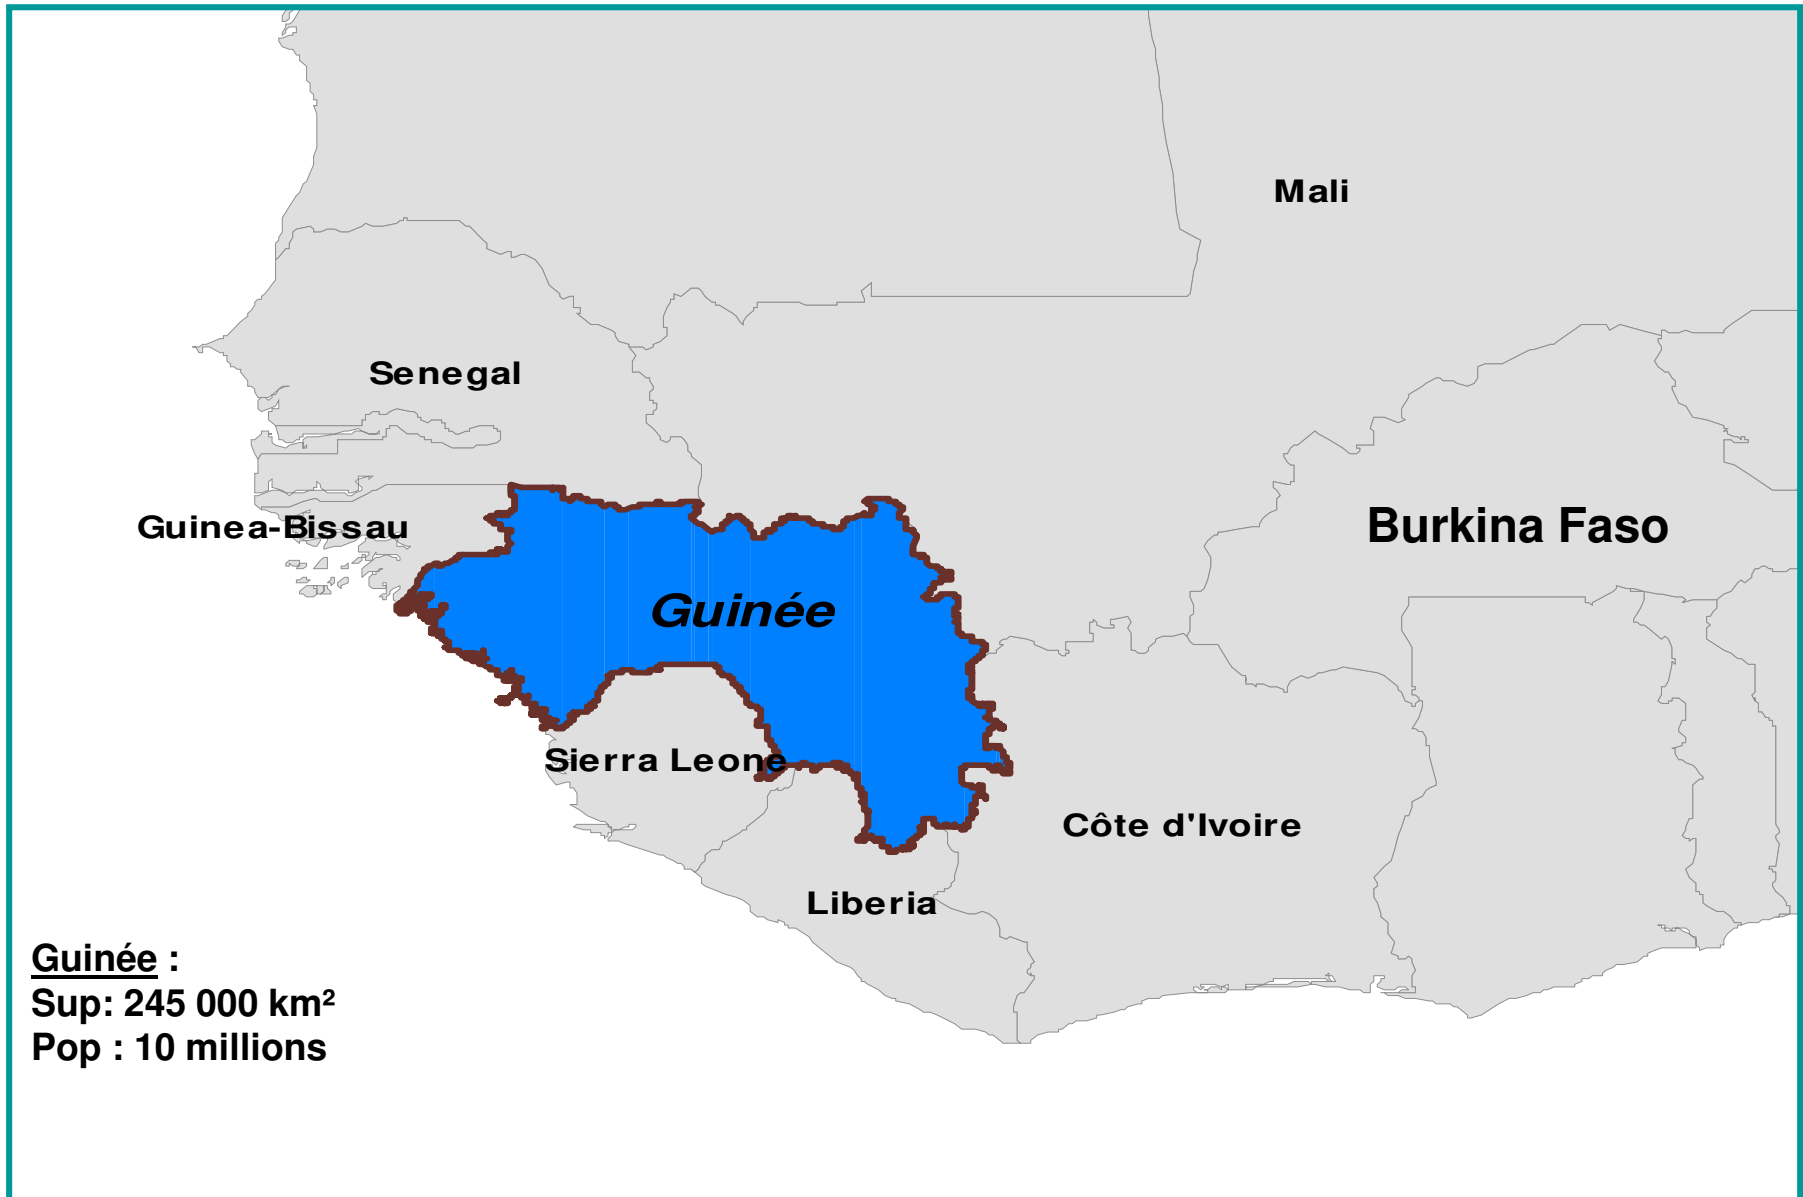 Mali
Senegal
Guinea-Bissau
Burkina Faso
Guinée
Sierra Leone
Côte d'Ivoire
Liberia
Guinée :
Sup: 245 000 km²
Pop : 10 millions